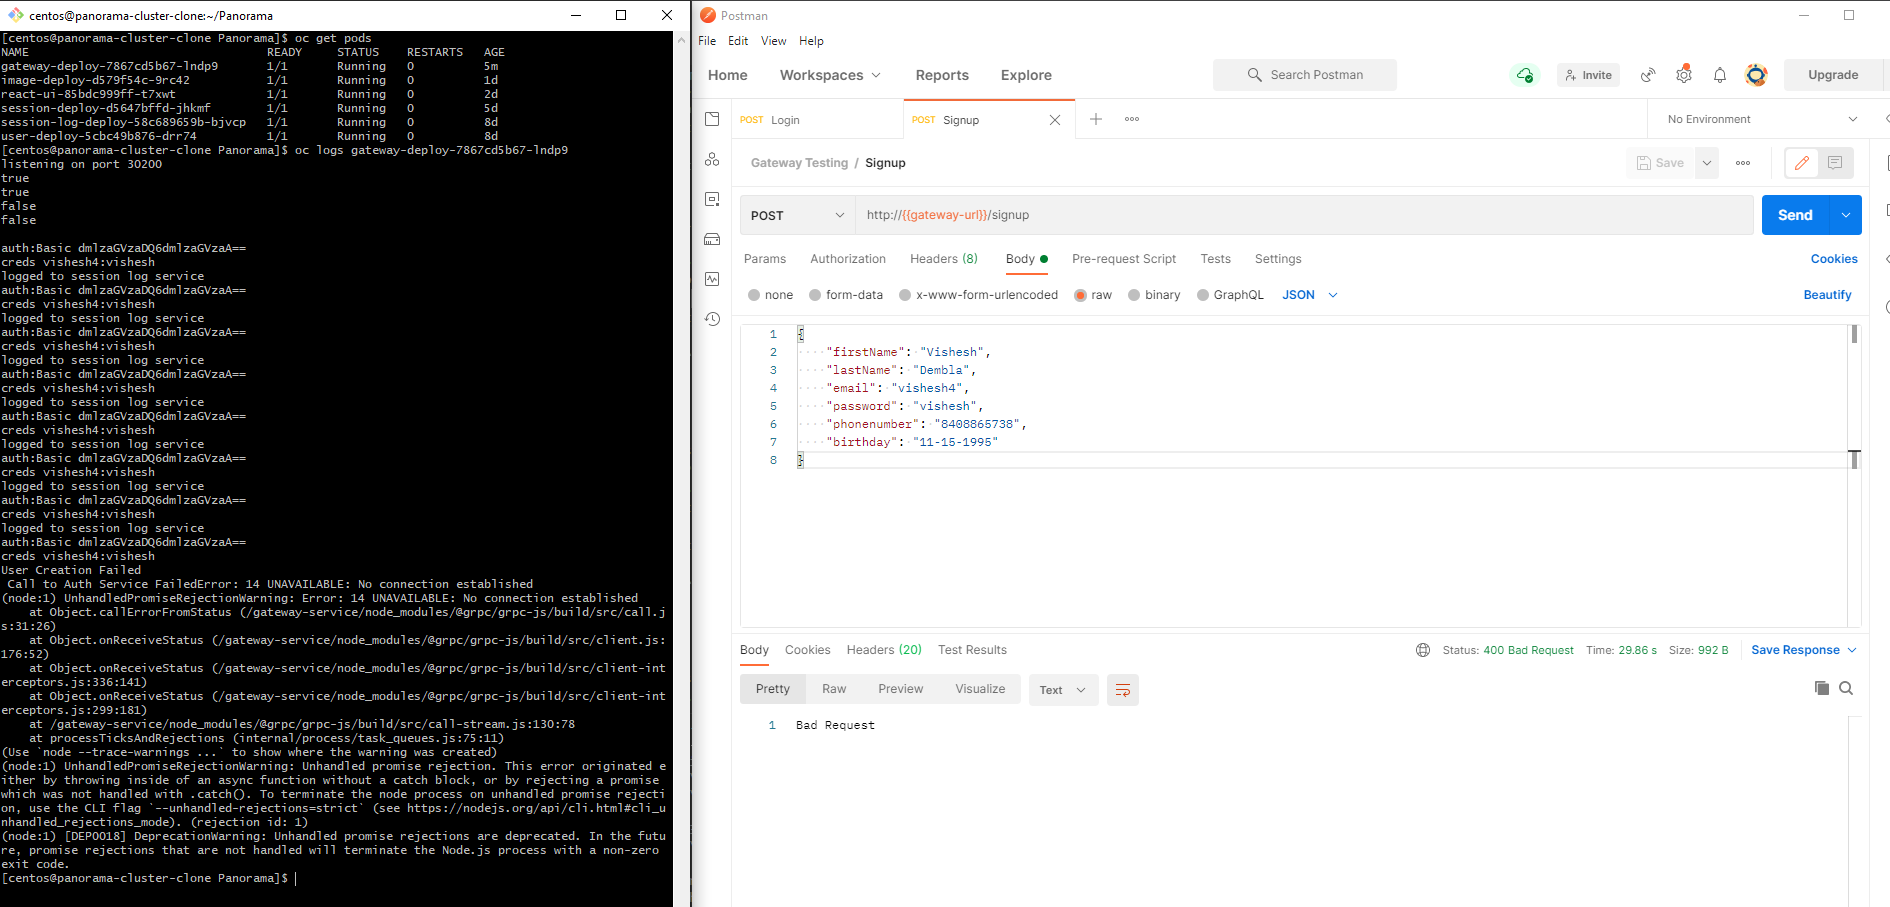 centos@panorama-cluster-clone:~/Panorama
[centos@panorama-cluster-clone Panorama]$ oc get pods
NAME READY STATUS RESTARTS AGE
gateway-deploy-7867cd5b67-lndp9 1/1 Running 0 5m
image-deploy-d579f54c-9rc42 1/1 Running 0 1d
react-ui-85bdc999ff-t7xwt 1/1 Running 0 2d
session-deploy-d5647bffd-jhkmf 1/1 Running 0 5d
session-log-deploy-58c689659b-bjvcp 1/1 Running 0 8d
user-deploy-5cbc49b876-drr74 1/1 Running 0 8d
[centos@panorama-cluster-clone Panorama]$ oc logs gateway-deploy-7867cd5b67-lndp9
listening on port 30200
true
true
false
false
auth:Basic dmlzaGVzaDQ6dmlzaGVzaA==
creds vishesh4:vishesh
logged to session log service
auth:Basic dmlzaGVzaDQ6dmlzaGVzaA==
creds vishesh4:vishesh
logged to session log service
auth:Basic dmlzaGVzaDQ6dmlzaGVzaA==
creds vishesh4:vishesh
logged to session log service
auth:Basic dmlzaGVzaDQ6dmlzaGVzaA==
creds vishesh4:vishesh
logged to session log service
auth:Basic dmlzaGVzaDQ6dmlzaGVzaA==
creds vishesh4:vishesh
logged to session log service
auth:Basic dmlzaGVzaDQ6dmlzaGVzaA==
creds vishesh4:vishesh
logged to session log service
auth:Basic dmlzaGVzaDQ6dmlzaGVzaA==
creds vishesh4:vishesh
logged to session log service
auth:Basic dmlzaGVzaDQ6dmlzaGVzaA==
creds vishesh4:vishesh
User Creation Failed
Call to Auth Service FailedError: 14 UNAVAILABLE: No connection established
(node:1) UnhandledPromiseRejectionWarning: Error: 14 UNAVAILABLE: No connection established
at Object.callErrorFromStatus (/gateway-service/node_modules/@grpc/grpc-js/build/src/call.j
s:31:26)
at Object.onReceiveStatus (/gateway-service/node_modules/@grpc/grpc-js/build/src/client.js:
176:52)
at Object.onReceiveStatus (/gateway-service/node_modules/@grpc/grpc-js/build/src/client-int
erceptors.js:336:141)
at Object.onReceiveStatus (/gateway-service/node_modules/@grpc/grpc-js/build/src/client-int
erceptors.js:299:181)
at /gateway-service/node_modules/@grpc/grpc-js/build/src/call-stream.js:130:78
at processTicksAndRejections (internal/process/task_queues.js:75:11)
(Use `node --trace-warnings ...` to show where the warning was created)
(node:1) UnhandledPromiseRejectionWarning: Unhandled promise rejection. This error originated e
ither by throwing inside of an async function without a catch block, or by rejecting a promise
which was not handled with .catch(). To terminate the node process on unhandled promise rejecti
on, use the CLI flag `--unhandled-rejections=strict` (see https://nodejs.org/api/cli.html#cli_u
nhandled_rejections_mode). (rejection id: 1)
(node:1) [DEP0018] DeprecationWarning: Unhandled promise rejections are deprecated. In the futu
re, promise rejections that are not handled will terminate the Node.js process with a non-zero
exit code.
[centos@panorama-cluster-clone Panorama]$
Postman
File Edit View Help
Home Workspaces Reports Explore Search Postman Invite Upgrade
POST Login POST Signup No Environment
Gateway Testing / Signup Save
POST http://{{gateway-url}}/signup Send
Params Authorization Headers (8) Body Pre-request Script Tests Settings Cookies
none form-data x-www-form-urlencoded raw binary GraphQL JSON Beautify
1 {
2 "firstName": "Vishesh",
3 "lastName": "Dembla",
4 "email": "vishesh4",
5 "password": "vishesh",
6 "phonenumber": "8408865738",
7 "birthday": "11-15-1995"
8 }
Body Cookies Headers (20) Test Results Status: 400 Bad Request Time: 29.86 s Size: 992 B Save Response
Pretty Raw Preview Visualize Text
1 Bad Request